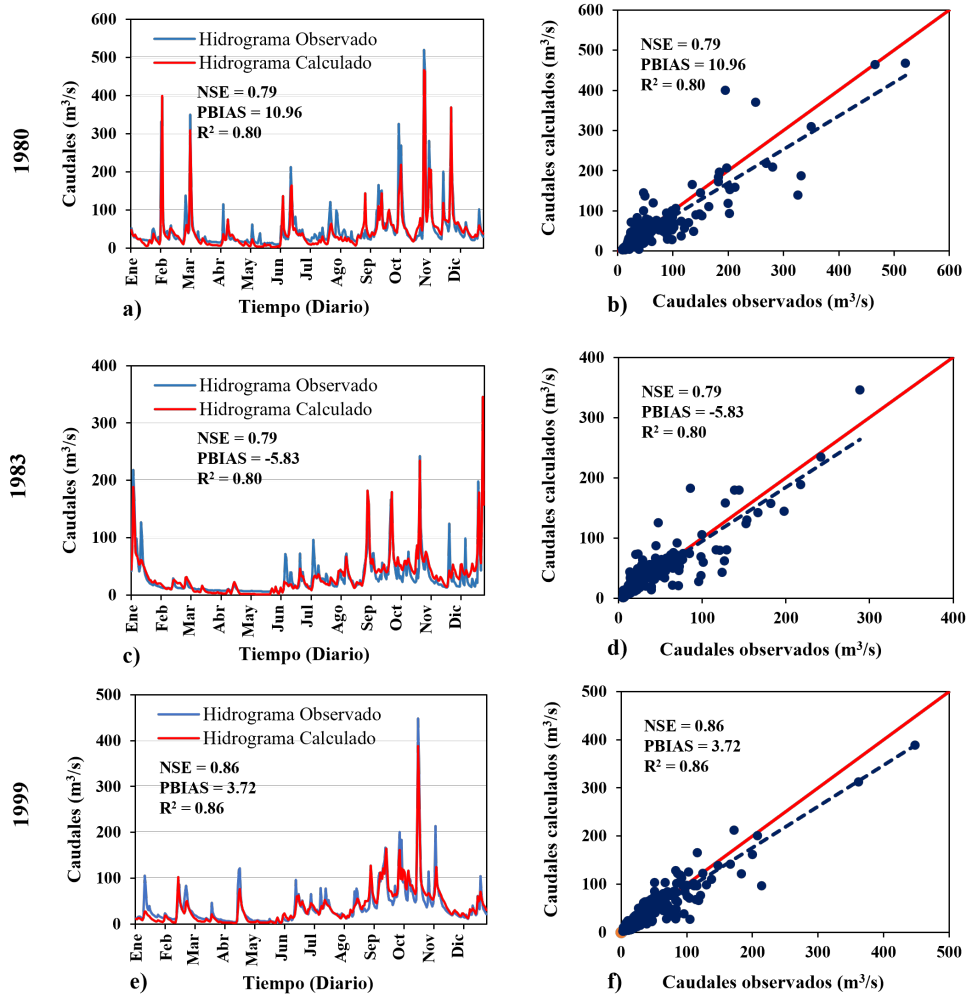 1980
600
500
400
300
200
100
0
Caudales (m³/s)
Hidrograma Observado
Hidrograma Calculado
NSE = 0.79
PBIAS = 10.96
R² = 0.80
Ene Feb Mar Abr May Jun Jul Ago Sep Oct Nov Dic
Tiempo (Diario)
a)
600
500
400
300
200
100
0
Caudales calculados (m³/s)
NSE = 0.79
PBIAS = 10.96
R² = 0.80
0 100 200 300 400 500 600
Caudales observados (m³/s)
b)
1983
400
300
200
100
0
Caudales (m³/s)
Hidrograma Observado
Hidrograma Calculado
NSE = 0.79
PBIAS = -5.83
R² = 0.80
Ene Feb Mar Abr May Jun Jul Ago Sep Oct Nov Dic
Tiempo (Diario)
c)
400
300
200
100
0
Caudales calculados (m³/s)
NSE = 0.79
PBIAS = -5.83
R² = 0.80
0 100 200 300 400
Caudales observados (m³/s)
d)
1999
500
400
300
200
100
0
Caudales (m³/s)
Hidrograma Observado
Hidrograma Calculado
NSE = 0.86
PBIAS = 3.72
R² = 0.86
Ene Feb Mar Abr May Jun Jul Ago Sep Oct Nov Dic
Tiempo (Diario)
e)
500
400
300
200
100
0
Caudales calculados (m³/s)
NSE = 0.86
PBIAS = 3.72
R² = 0.86
0 100 200 300 400 500
Caudales observados (m³/s)
f)